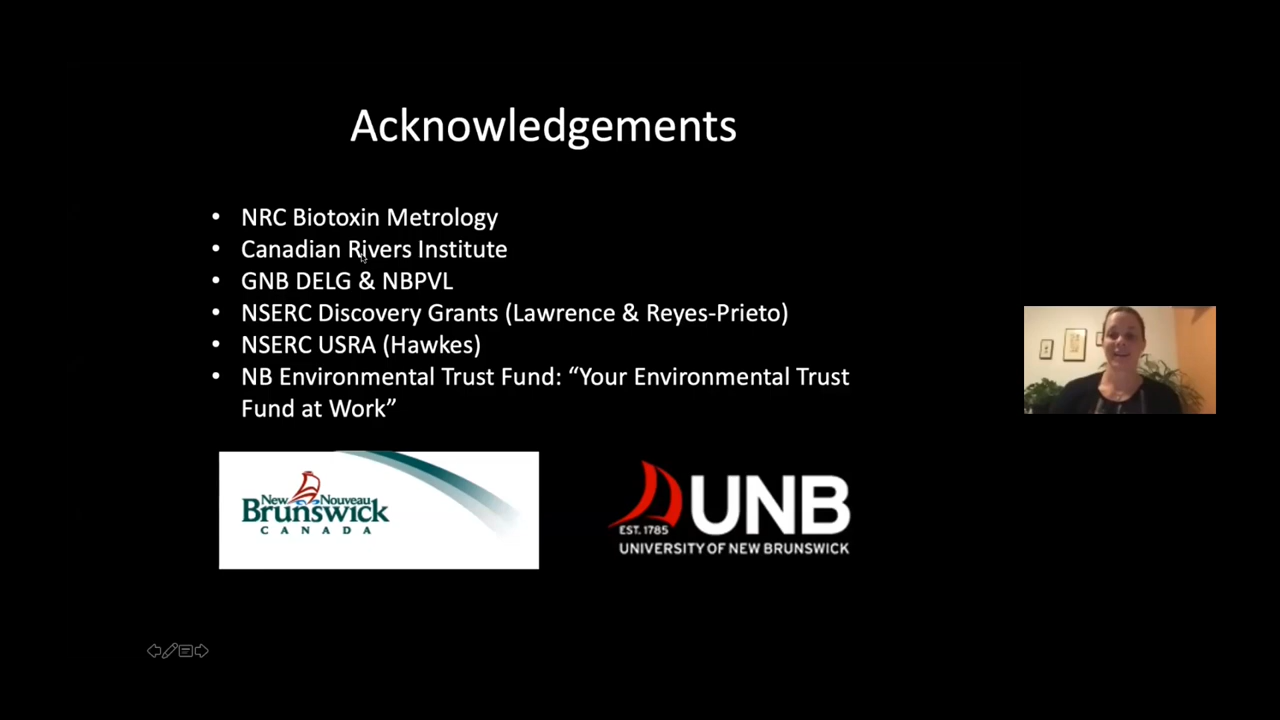 Acknowledgements
• NRC Biotoxin Metrology
• Canadian Rivers Institute
• GNB DELG & NBPVL
• NSERC Discovery Grants (Lawrence & Reyes-Prieto)
• NSERC USRA (Hawkes)
• NB Environmental Trust Fund: “Your Environmental Trust
Fund at Work”
New Nouveau
Brunswick
CANADA
UNB
EST. 1785
UNIVERSITY OF NEW BRUNSWICK